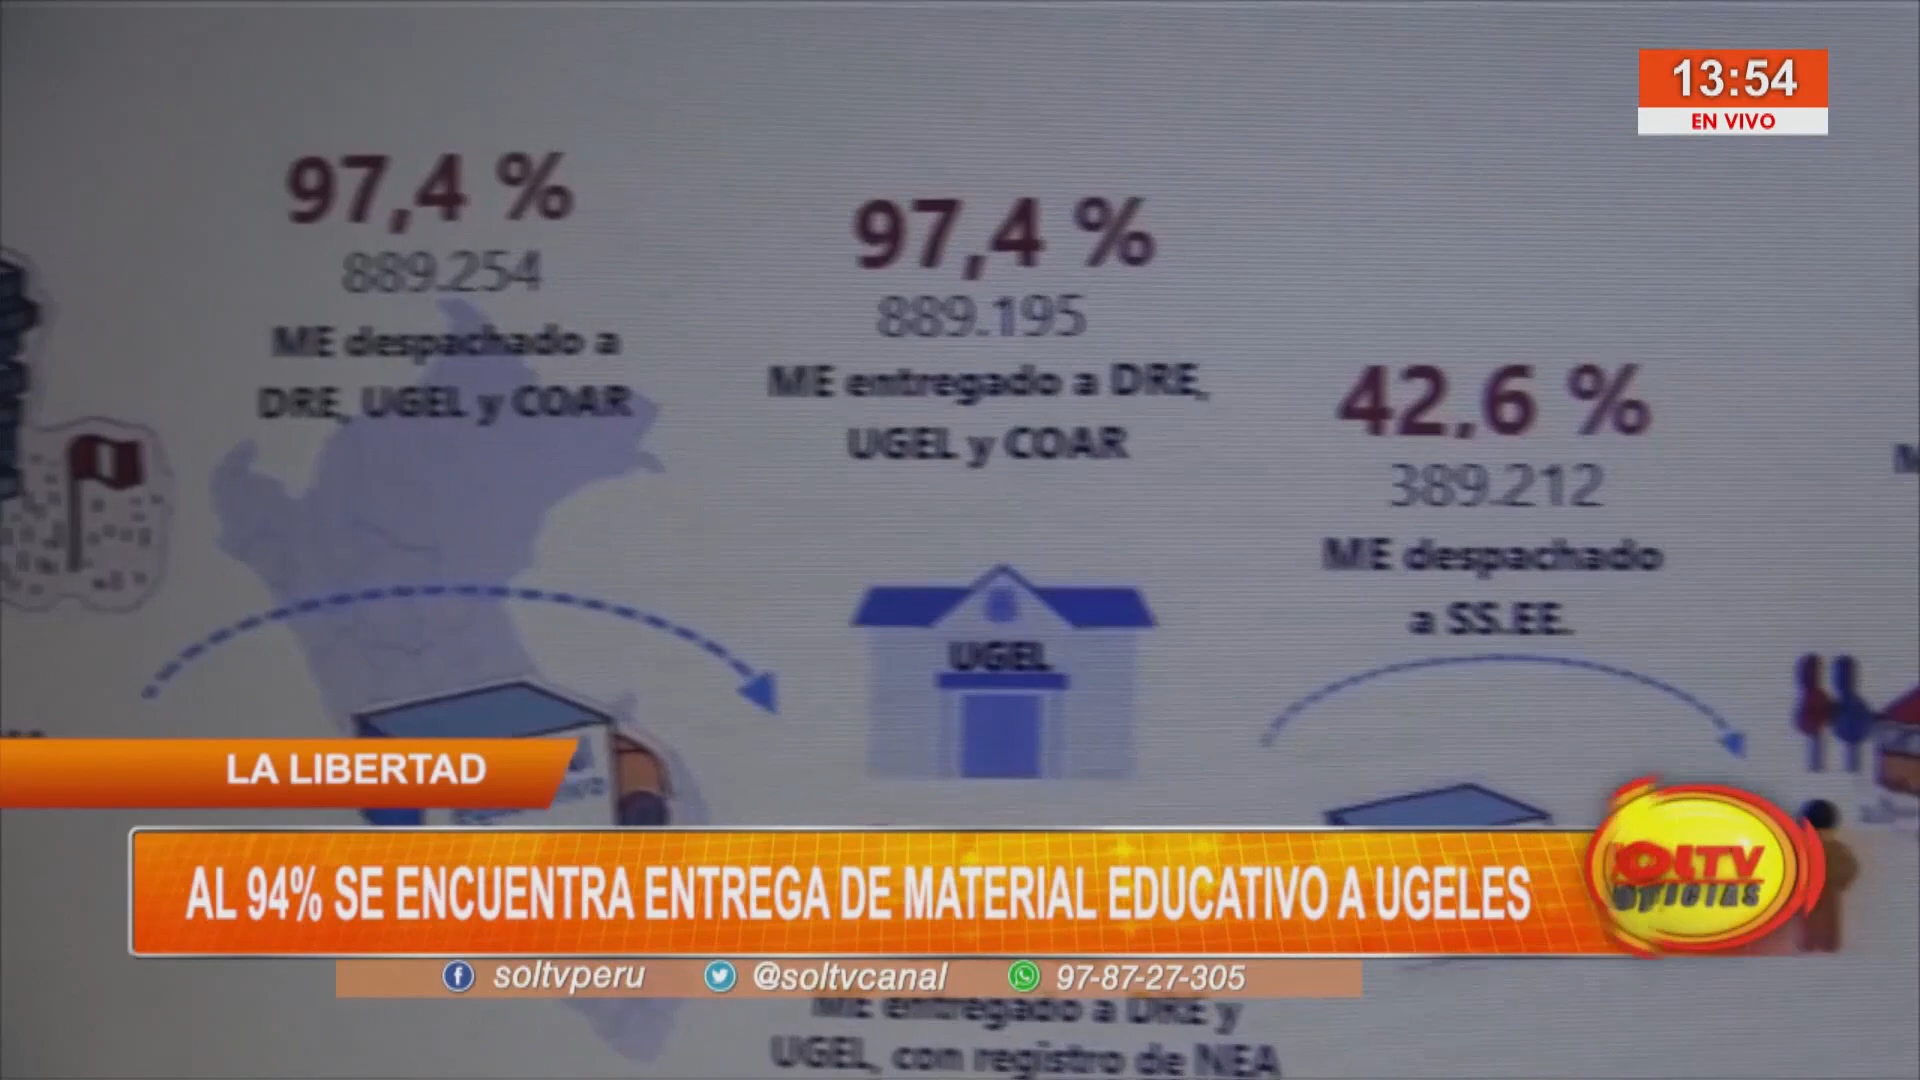 13:54
EN VIVO
97,4 %
889.254
ME despachado a
DRE, UGEL y COAR
97,4 %
889.195
ME entregado a DRE,
UGEL y COAR
42,6 %
389.212
ME despachado
a SS.EE.
UGEL
LA LIBERTAD
AL 94% SE ENCUENTRA ENTREGA DE MATERIAL EDUCATIVO A UGELES
SOLTV
NOTICIAS
soltvperu
@soltvcanal
97-87-27-305
ME entregado a DRE y
UGEL, con registro de NEA